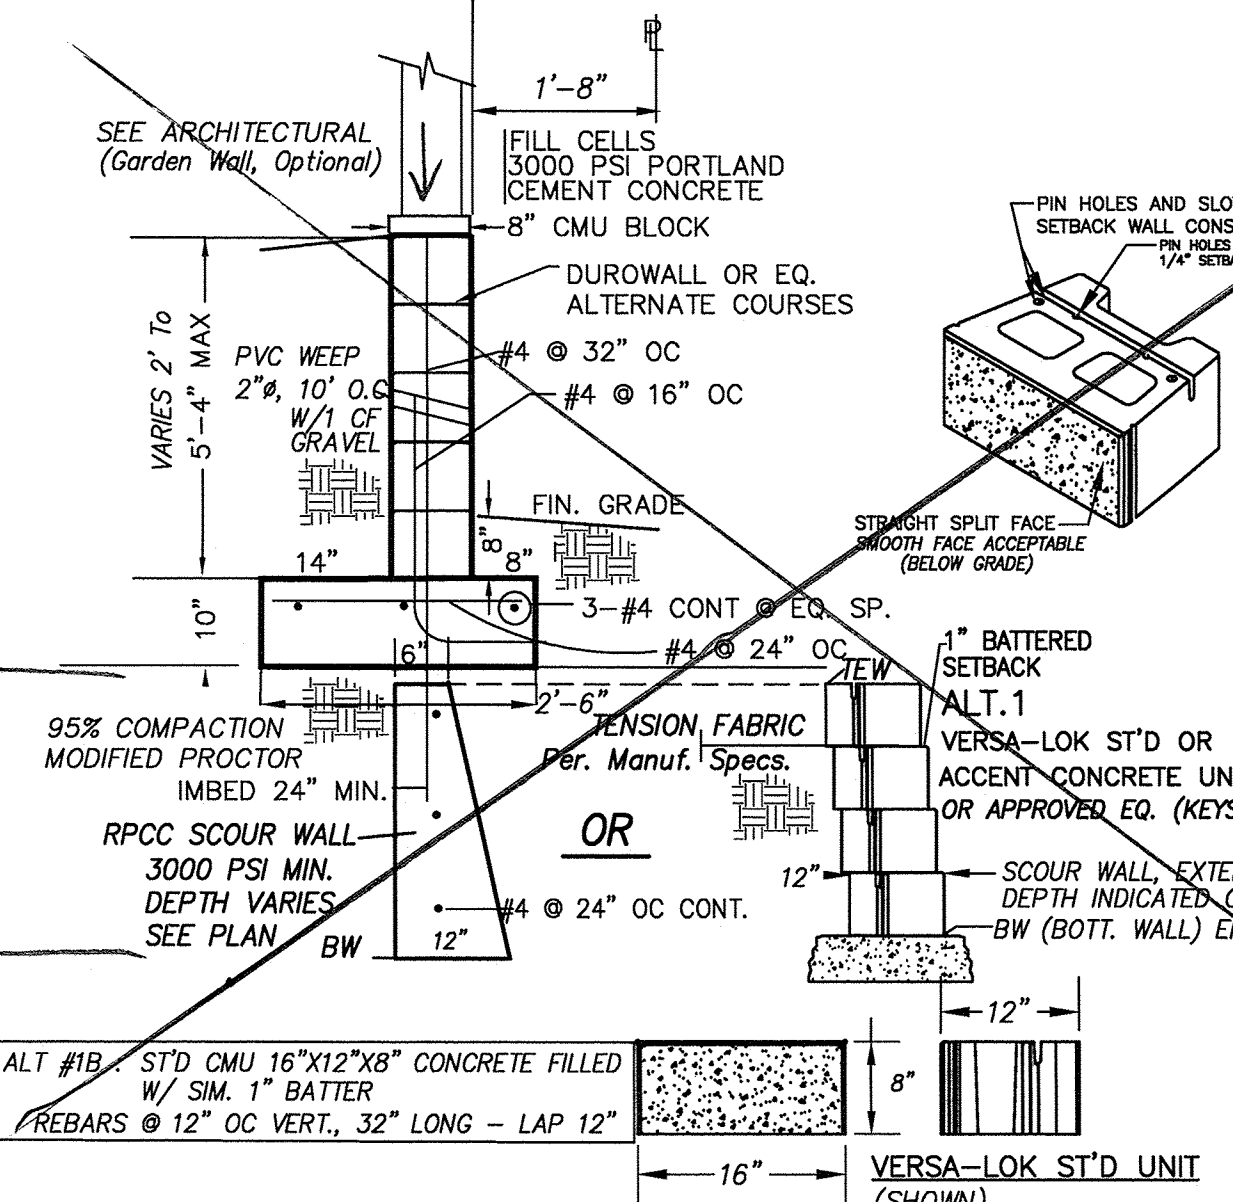 PL
1'-8"
SEE ARCHITECTURAL
(Garden Wall, Optional)
FILL CELLS
3000 PSI PORTLAND
CEMENT CONCRETE
8" CMU BLOCK
DUROWALL OR EQ.
ALTERNATE COURSES
VARIES 2' To
5'-4" MAX
PVC WEEP
2"ø, 10' O.C
W/1 CF
GRAVEL
#4 @ 32" OC
#4 @ 16" OC
FIN. GRADE
8"
14"
8"
10"
3-#4 CONT @ EQ. SP.
#4 @ 24" OC
6"
2'-6"
95% COMPACTION
MODIFIED PROCTOR
IMBED 24" MIN.
RPCC SCOUR WALL
3000 PSI MIN.
DEPTH VARIES
SEE PLAN
BW
12"
#4 @ 24" OC CONT.
OR
TENSION FABRIC
Per. Manuf. Specs.
TEW
PIN HOLES AND SLO
SETBACK WALL CONS
PIN HOLES
1/4" SETBA
STRAIGHT SPLIT FACE
SMOOTH FACE ACCEPTABLE
(BELOW GRADE)
1" BATTERED
SETBACK
ALT.1
VERSA-LOK ST'D OR
ACCENT CONCRETE UN
OR APPROVED EQ. (KEYS
12"
SCOUR WALL, EXTE
DEPTH INDICATED
BW (BOTT. WALL) E
ALT #1B : ST'D CMU 16"X12"X8" CONCRETE FILLED
W/ SIM. 1" BATTER
REBARS @ 12" OC VERT., 32" LONG - LAP 12"
12"
8"
16"
VERSA-LOK ST'D UNIT
(SHOWN)